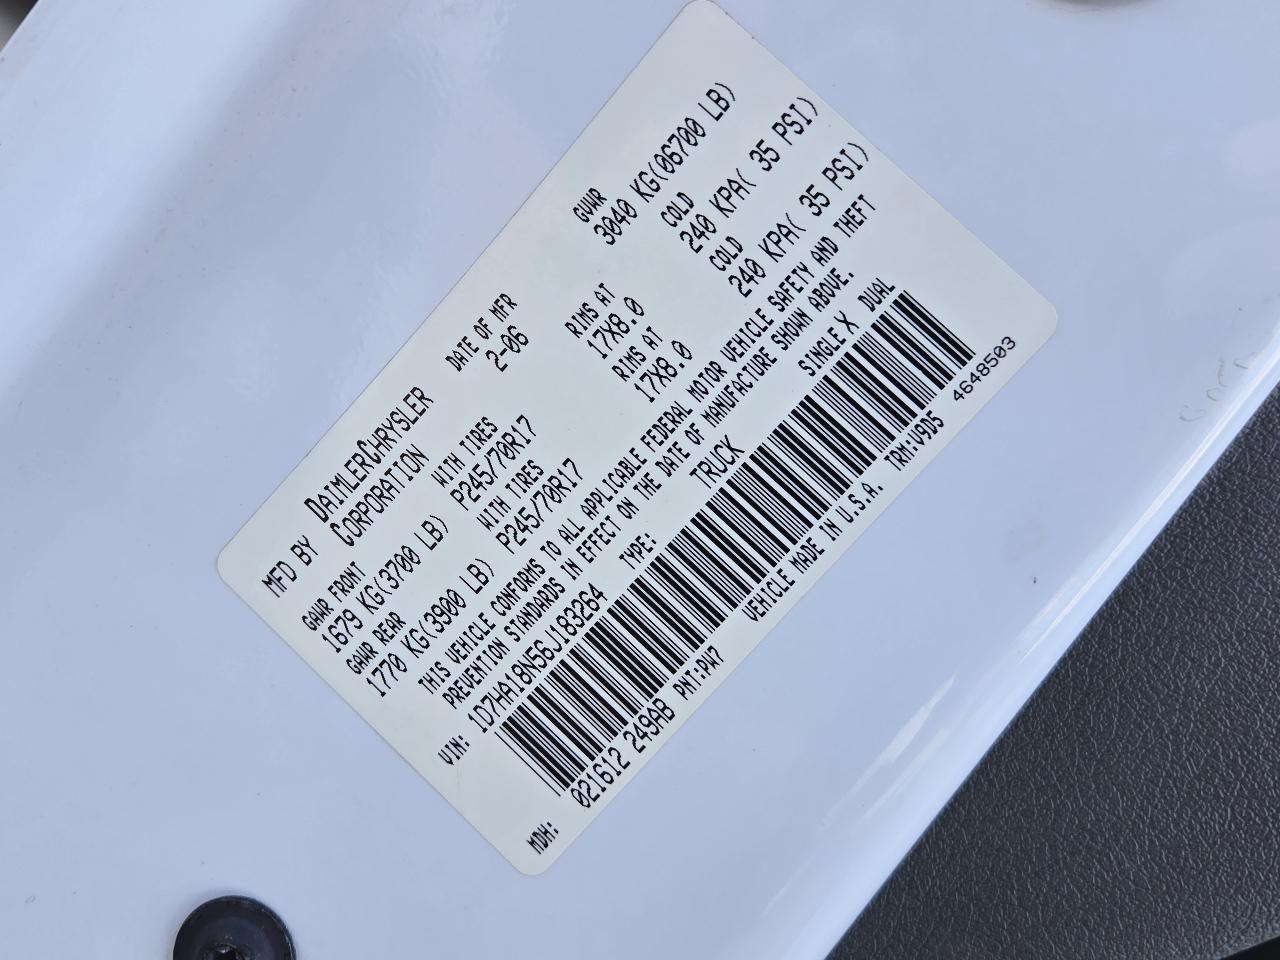 MFD BY DAIMLERCHRYSLER CORPORATION DATE OF MFR 2-06 GVWR 3040 KG(06700 LB)
GAWR FRONT WITH TIRES RIMS AT COLD
1679 KG(3700 LB) P245/70R17 17X8.0 240 KPA( 35 PSI)
GAWR REAR WITH TIRES RIMS AT COLD
1770 KG(3900 LB) P245/70R17 17X8.0 240 KPA( 35 PSI)
THIS VEHICLE CONFORMS TO ALL APPLICABLE FEDERAL MOTOR VEHICLE SAFETY AND THEFT
PREVENTION STANDARDS IN EFFECT ON THE DATE OF MANUFACTURE SHOWN ABOVE.
VIN: 1D7HA18N56J183264 TYPE: TRUCK SINGLE X DUAL
MDH: 021612 249AB PNT:PW7 VEHICLE MADE IN U.S.A. TRM:V9D5 4648503